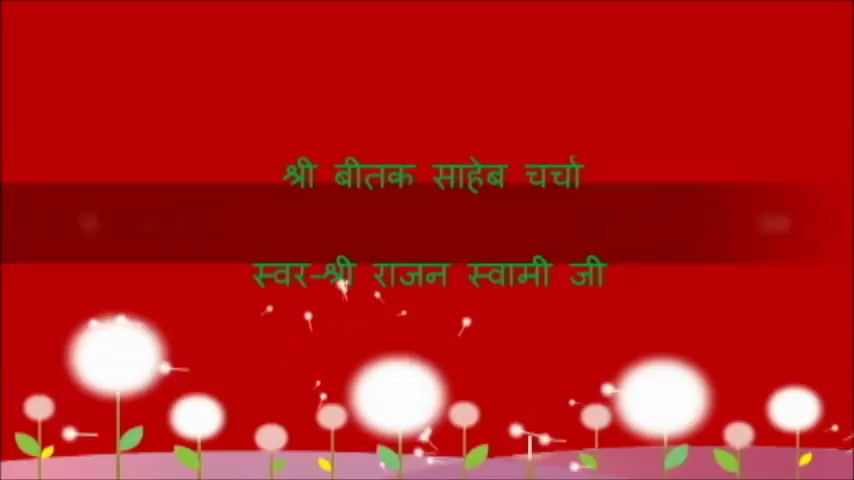 श्री बीतक साहेब चर्चा
स्वर-श्री राजन स्वामी जी